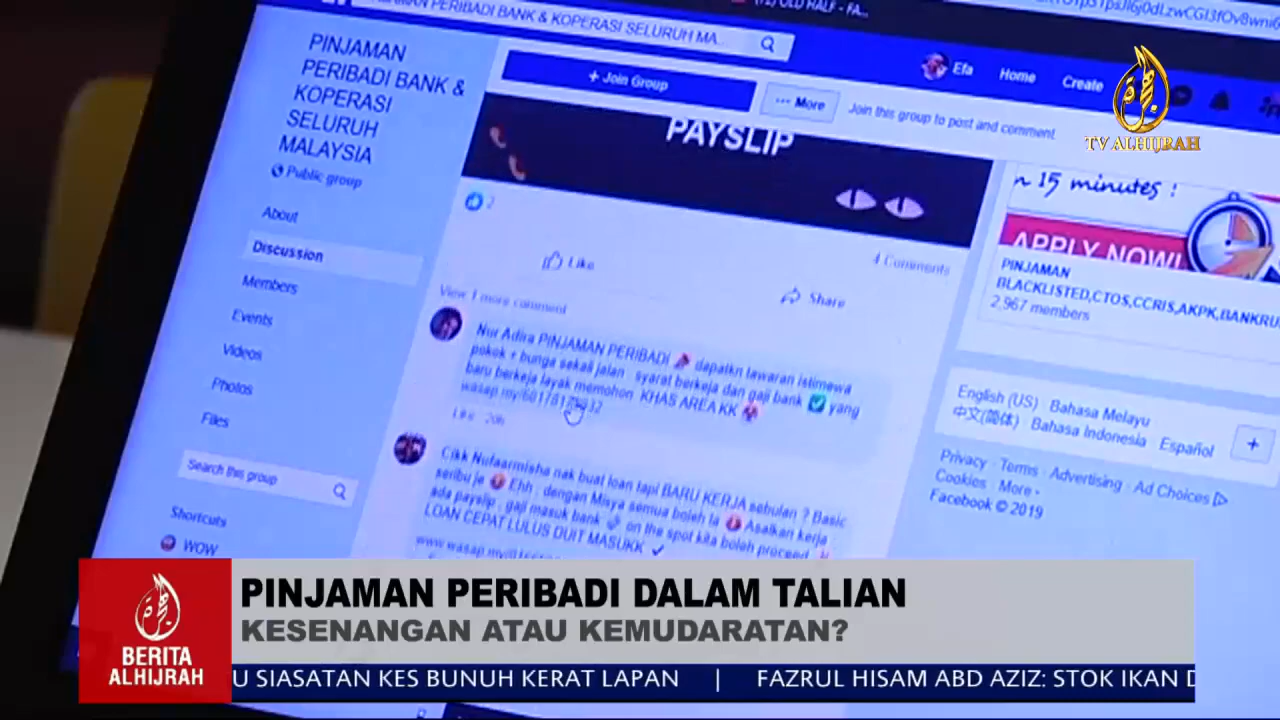 PINJAMAN PERIBADI BANK & KOPERASI SELURUH MA...
PINJAMAN
PERIBADI BANK &
KOPERASI
SELURUH
MALAYSIA
Public group
About
Discussion
Members
Events
Videos
Photos
Files
Search this group
Shortcuts
WOW
+ Join Group
... More
Join this group to post and comment.
Efa
Home
Create
TV ALHIJRAH
PAYSLIP
2
4 Comments
Like
Share
View 1 more comment
Nur Adira PINJAMAN PERIBADI dapatkn tawaran istimewa
pokok + bunga sekali jalan syarat berkeja dan gaji bank yang
baru berkeja layak memohon KHAS AREA KK
Like · 20h
Cikk Nufaarmisha nak buat loan tapi BARU KERJA sebulan ? Basic
seribu je Ehh , dengan Misya semua boleh la Asalkan kerja
ada payslip , gaji masuk bank on the spot kita boleh proceed
LOAN CEPAT LULUS DUIT MASUKK ✓
n 15 minutes !
APPLY NOW!
PINJAMAN
BLACKLISTED,CTOS,CCRIS,AKPK,BANKRU
2,967 members
English (US) · Bahasa Melayu
中文(简体) · Bahasa Indonesia · Español
Privacy · Terms · Advertising · Ad Choices
Cookies · More
Facebook © 2019
PINJAMAN PERIBADI DALAM TALIAN
KESENANGAN ATAU KEMUDARATAN?
BERITA
ALHIJRAH
U SIASATAN KES BUNUH KERAT LAPAN | FAZRUL HISAM ABD AZIZ: STOK IKAN D